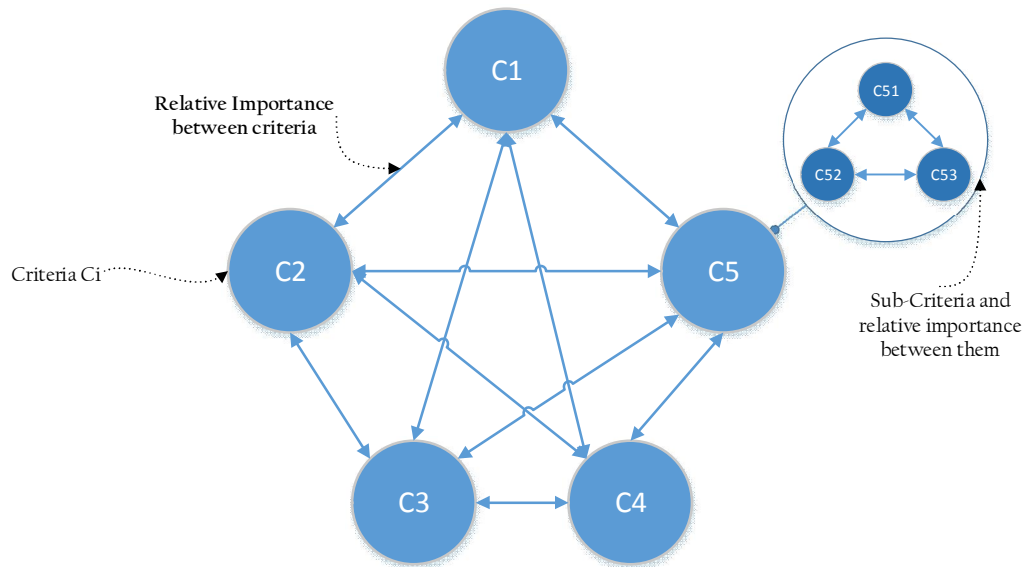 C1
C51
Relative Importance
between criteria
C52
C53
C2
C5
Criteria Ci
Sub-Criteria and
relative importance
between them
C3
C4